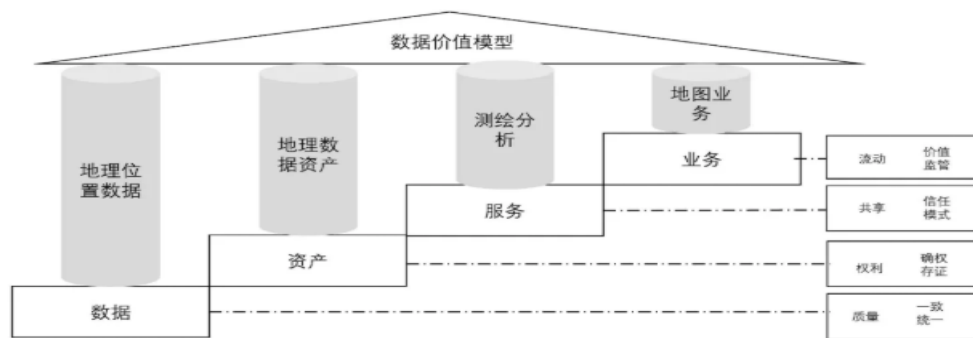 数据价值模型
地理位
置数据
地理数
据资产
测绘分
析
地图业
务
业务
流动
价值
监管
服务
共享
信任
模式
资产
权利
确权
存证
数据
质量
一致
统一